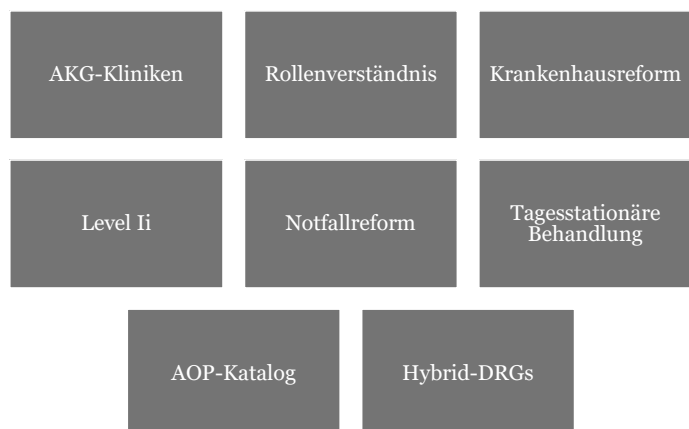 AKG-Kliniken
Rollenverständnis
Krankenhausreform
Level Ii
Notfallreform
Tagesstationäre
Behandlung
AOP-Katalog
Hybrid-DRGs